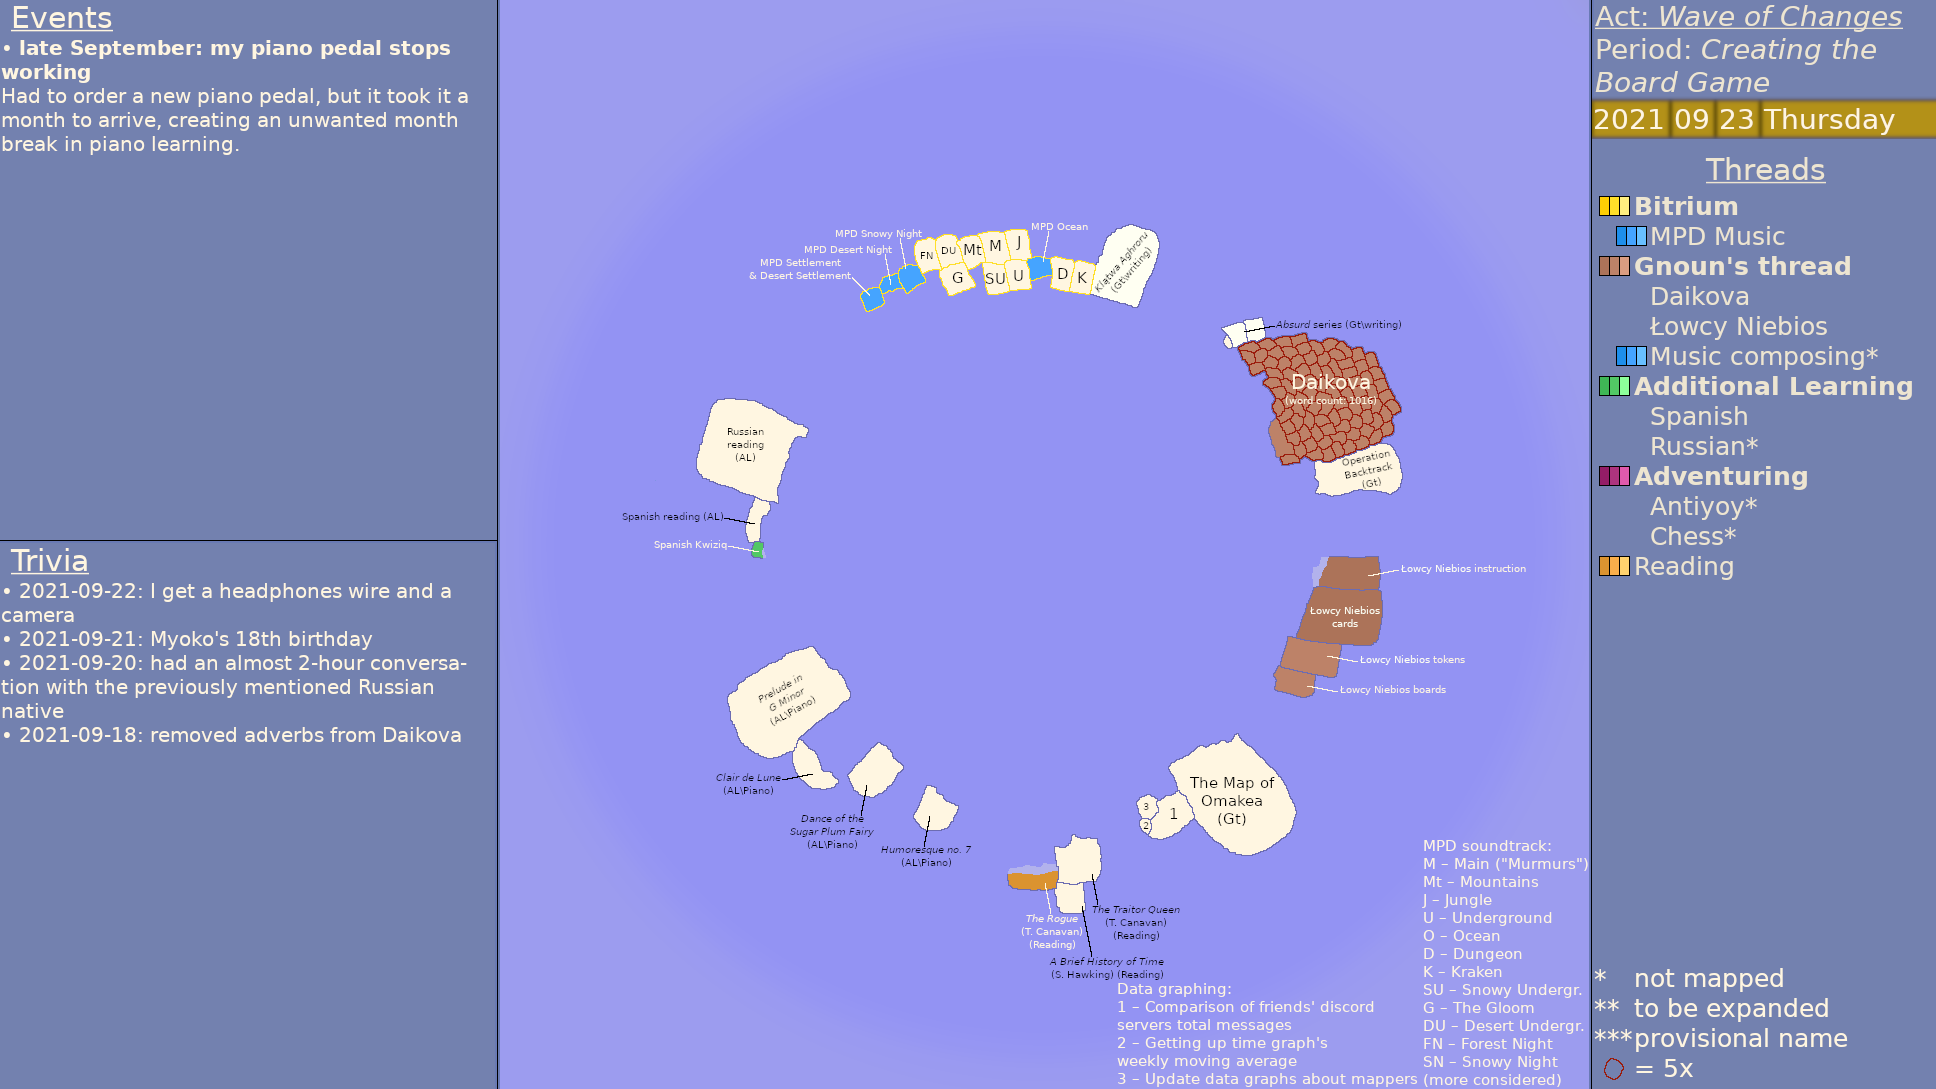 Events
• late September: my piano pedal stops
working
Had to order a new piano pedal, but it took it a
month to arrive, creating an unwanted month
break in piano learning.
Trivia
• 2021-09-22: I get a headphones wire and a
camera
• 2021-09-21: Myoko's 18th birthday
• 2021-09-20: had an almost 2-hour conversa-
tion with the previously mentioned Russian
native
• 2021-09-18: removed adverbs from Daikova
MPD Snowy Night
MPD Desert Night
MPD Settlement
& Desert Settlement
FN
DU
Mt
M
J
G
SU
U
MPD Ocean
D
K
Klątwa Aghroru
(Gt\writing)
Absurd series (Gt\writing)
Daikova
(word count: 1016)
Operation
Backtrack
(Gt)
Russian
reading
(AL)
Spanish reading (AL)
Spanish Kwiziq
Łowcy Niebios instruction
Łowcy Niebios
cards
Łowcy Niebios tokens
Łowcy Niebios boards
Prelude in
G Minor
(AL\Piano)
Clair de Lune
(AL\Piano)
Dance of the
Sugar Plum Fairy
(AL\Piano)
Humoresque no. 7
(AL\Piano)
The Map of
Omakea
(Gt)
3
2
1
The Rogue
(T. Canavan)
(Reading)
The Traitor Queen
(T. Canavan)
(Reading)
A Brief History of Time
(S. Hawking) (Reading)
Data graphing:
1 – Comparison of friends' discord
servers total messages
2 – Getting up time graph's
weekly moving average
3 – Update data graphs about mappers
MPD soundtrack:
M – Main ("Murmurs")
Mt – Mountains
J – Jungle
U – Underground
O – Ocean
D – Dungeon
K – Kraken
SU – Snowy Undergr.
G – The Gloom
DU – Desert Undergr.
FN – Forest Night
SN – Snowy Night
(more considered)
Act: Wave of Changes
Period: Creating the
Board Game
2021 09 23 Thursday
Threads
Bitrium
MPD Music
Gnoun's thread
Daikova
Łowcy Niebios
Music composing*
Additional Learning
Spanish
Russian*
Adventuring
Antiyoy*
Chess*
Reading
* not mapped
** to be expanded
*** provisional name
= 5x